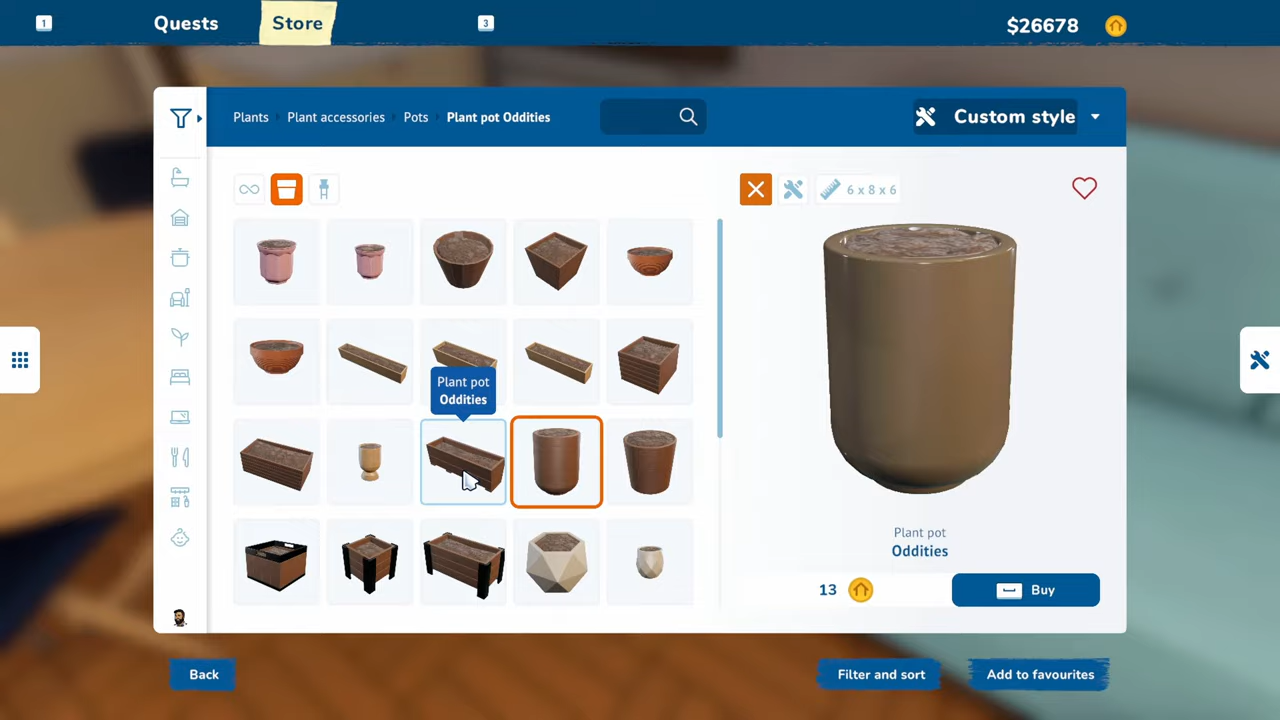 1
Quests
Store
3
$26678
Plants
Plant accessories
Pots
Plant pot Oddities
Custom style
6 x 8 x 6
Plant pot
Oddities
Plant pot
Oddities
13
Buy
Back
Filter and sort
Add to favourites